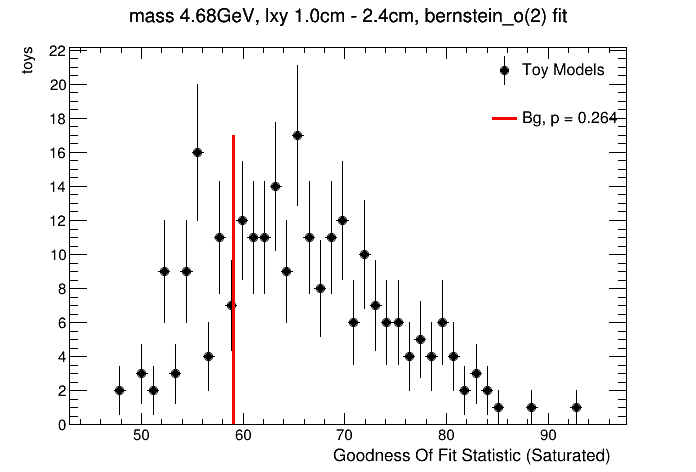 mass 4.68GeV, lxy 1.0cm - 2.4cm, bernstein_o(2) fit
toys
22
20
18
16
14
12
10
8
6
4
2
0
Toy Models
Bg, p = 0.264
50 60 70 80 90
Goodness Of Fit Statistic (Saturated)